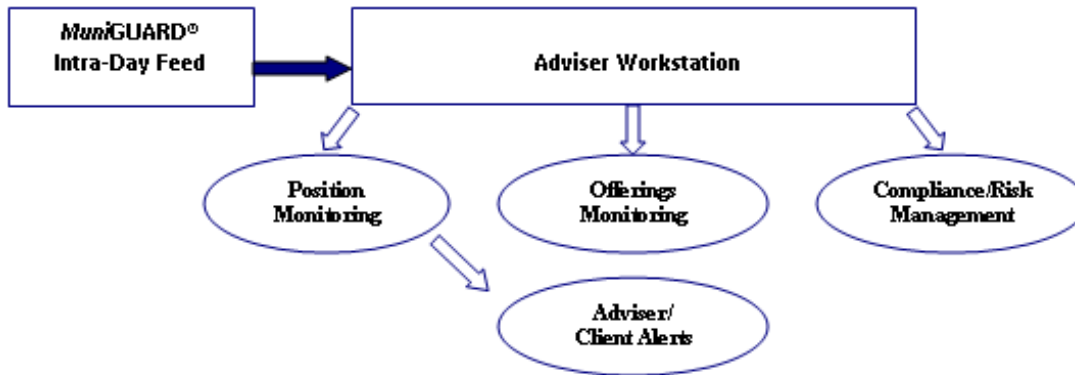 MuniGUARD®
Intra-Day Feed
Adviser Workstation
Position
Monitoring
Offerings
Monitoring
Compliance/Risk
Management
Adviser/
Client Alerts